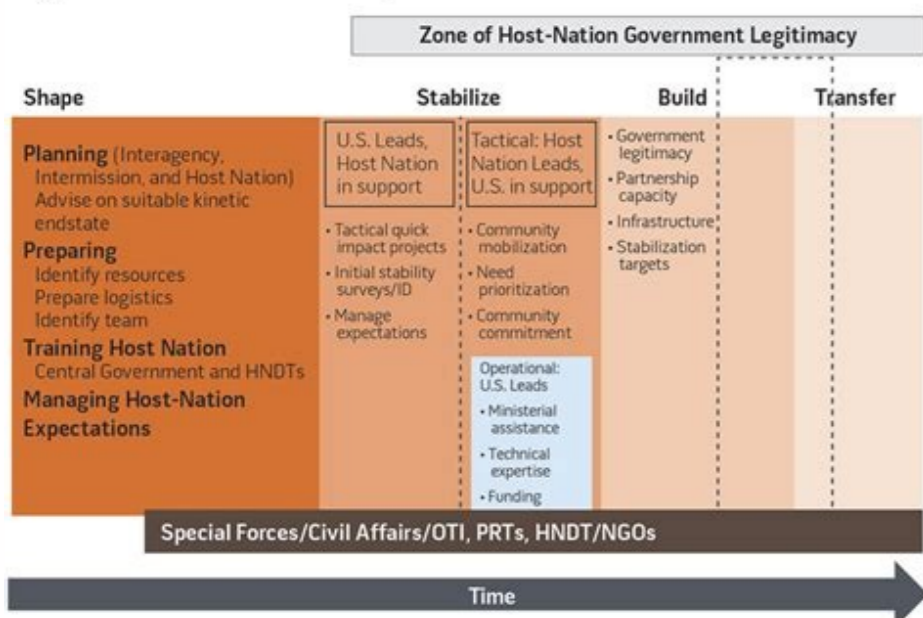 Zone of Host-Nation Government Legitimacy
Shape
Stabilize
Build
Transfer
Planning (Interagency,
Intermission, and Host Nation)
Advise on suitable kinetic
endstate
Preparing
Identify resources
Prepare logistics
Identify team
Training Host Nation
Central Government and HNDTs
Managing Host-Nation
Expectations
U.S. Leads,
Host Nation
in support
• Tactical quick
impact projects
• Initial stability
surveys/ID
• Manage
expectations
Tactical: Host
Nation Leads,
U.S. in support
• Community
mobilization
• Need
prioritization
• Community
commitment
Operational:
U.S. Leads
• Ministerial
assistance
• Technical
expertise
• Funding
• Government
legitimacy
• Partnership
capacity
• Infrastructure
• Stabilization
targets
Special Forces/Civil Affairs/OTI, PRTs, HNDT/NGOs
Time